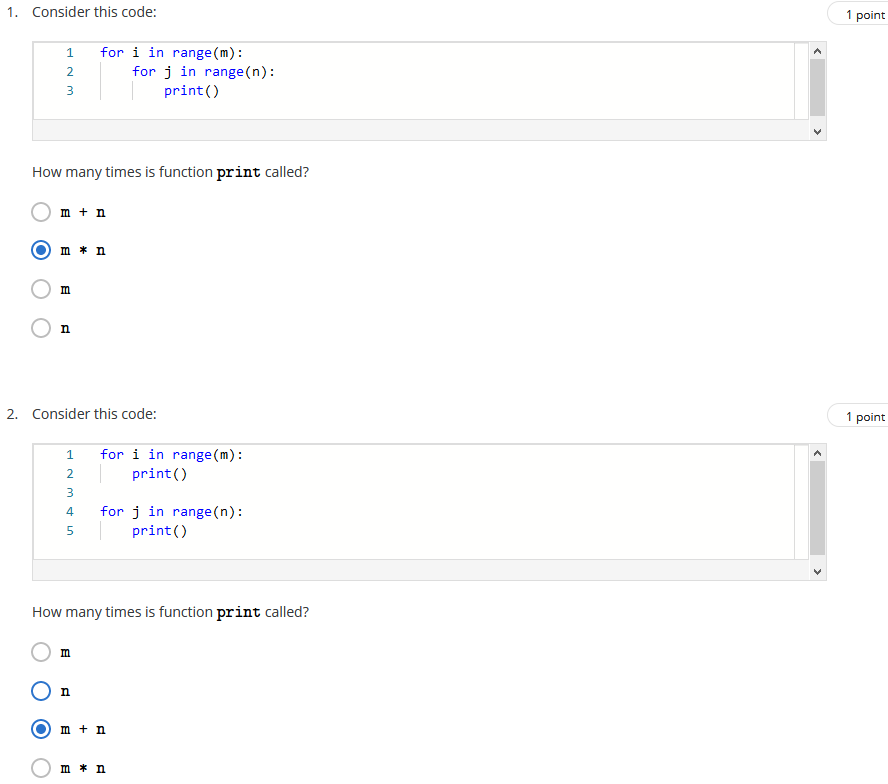 1. Consider this code:
1 point
1 for i in range(m):
2     for j in range(n):
3         print()
How many times is function print called?
m + n
m * n
m
n
2. Consider this code:
1 point
1 for i in range(m):
2     print()
3
4 for j in range(n):
5     print()
How many times is function print called?
m
n
m + n
m * n